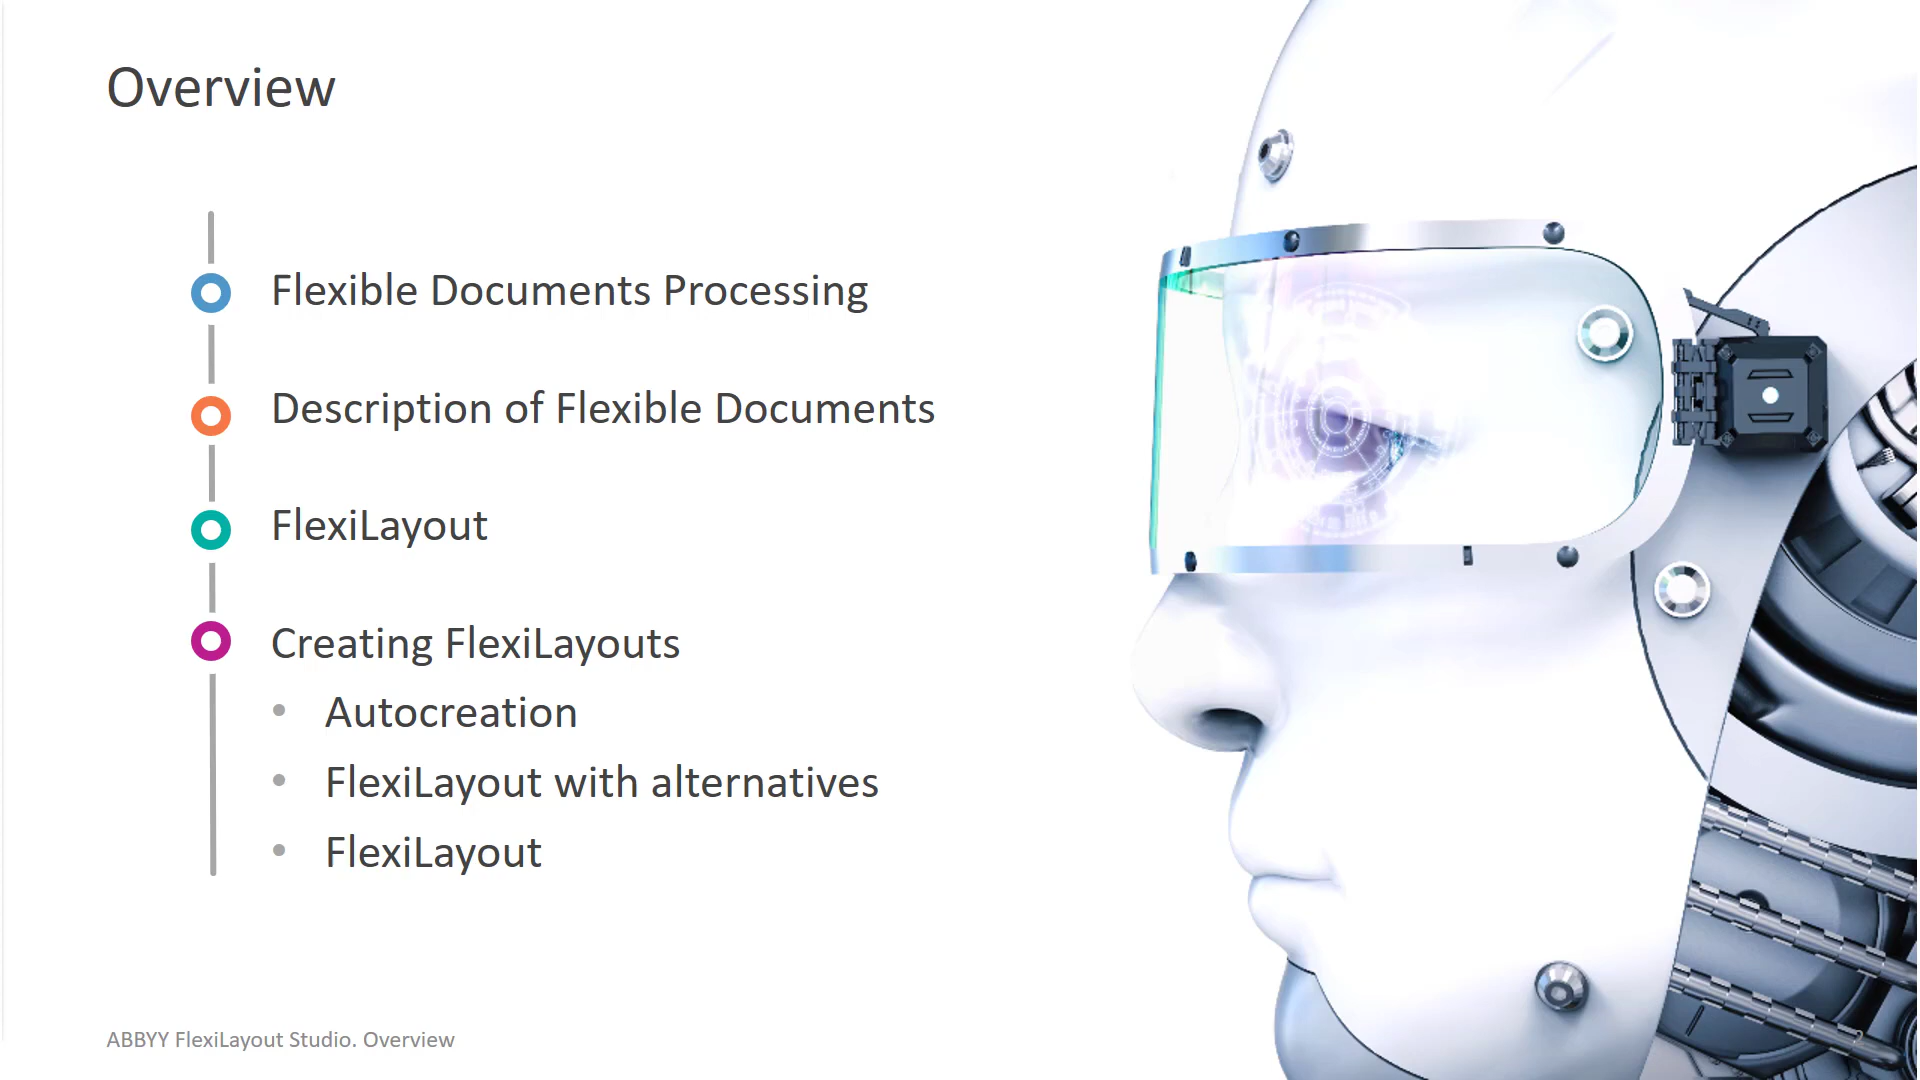 Overview
Flexible Documents Processing
Description of Flexible Documents
FlexiLayout
Creating FlexiLayouts
• Autocreation
• FlexiLayout with alternatives
• FlexiLayout
ABBYY FlexiLayout Studio. Overview